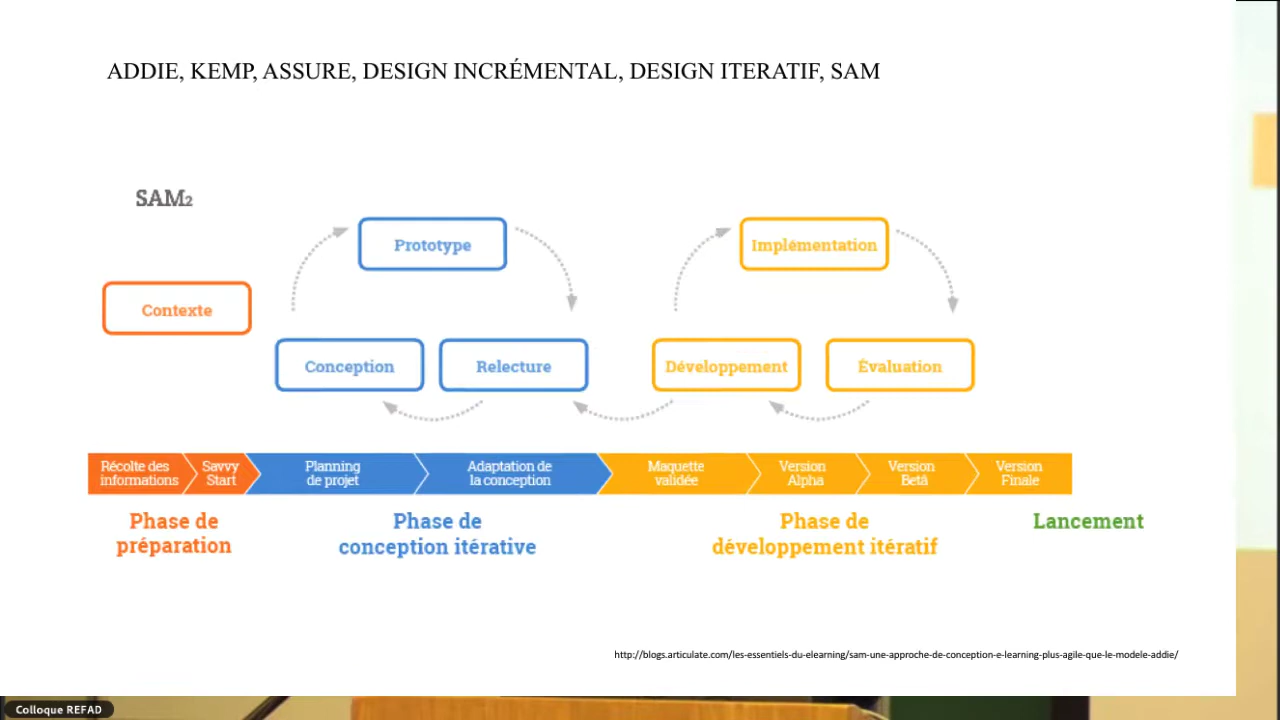 ADDIE, KEMP, ASSURE, DESIGN INCRÉMENTAL, DESIGN ITERATIF, SAM
SAM2
Prototype
Implémentation
Contexte
Conception
Relecture
Développement
Évaluation
Récolte des
informations
Savvy
Start
Planning
de projet
Adaptation de
la conception
Maquette
validée
Version
Alpha
Version
Betâ
Version
Finale
Phase de
préparation
Phase de
conception itérative
Phase de
développement itératif
Lancement
http://blogs.articulate.com/les-essentiels-du-elearning/sam-une-approche-de-conception-e-learning-plus-agile-que-le-modele-addie/
Colloque REFAD